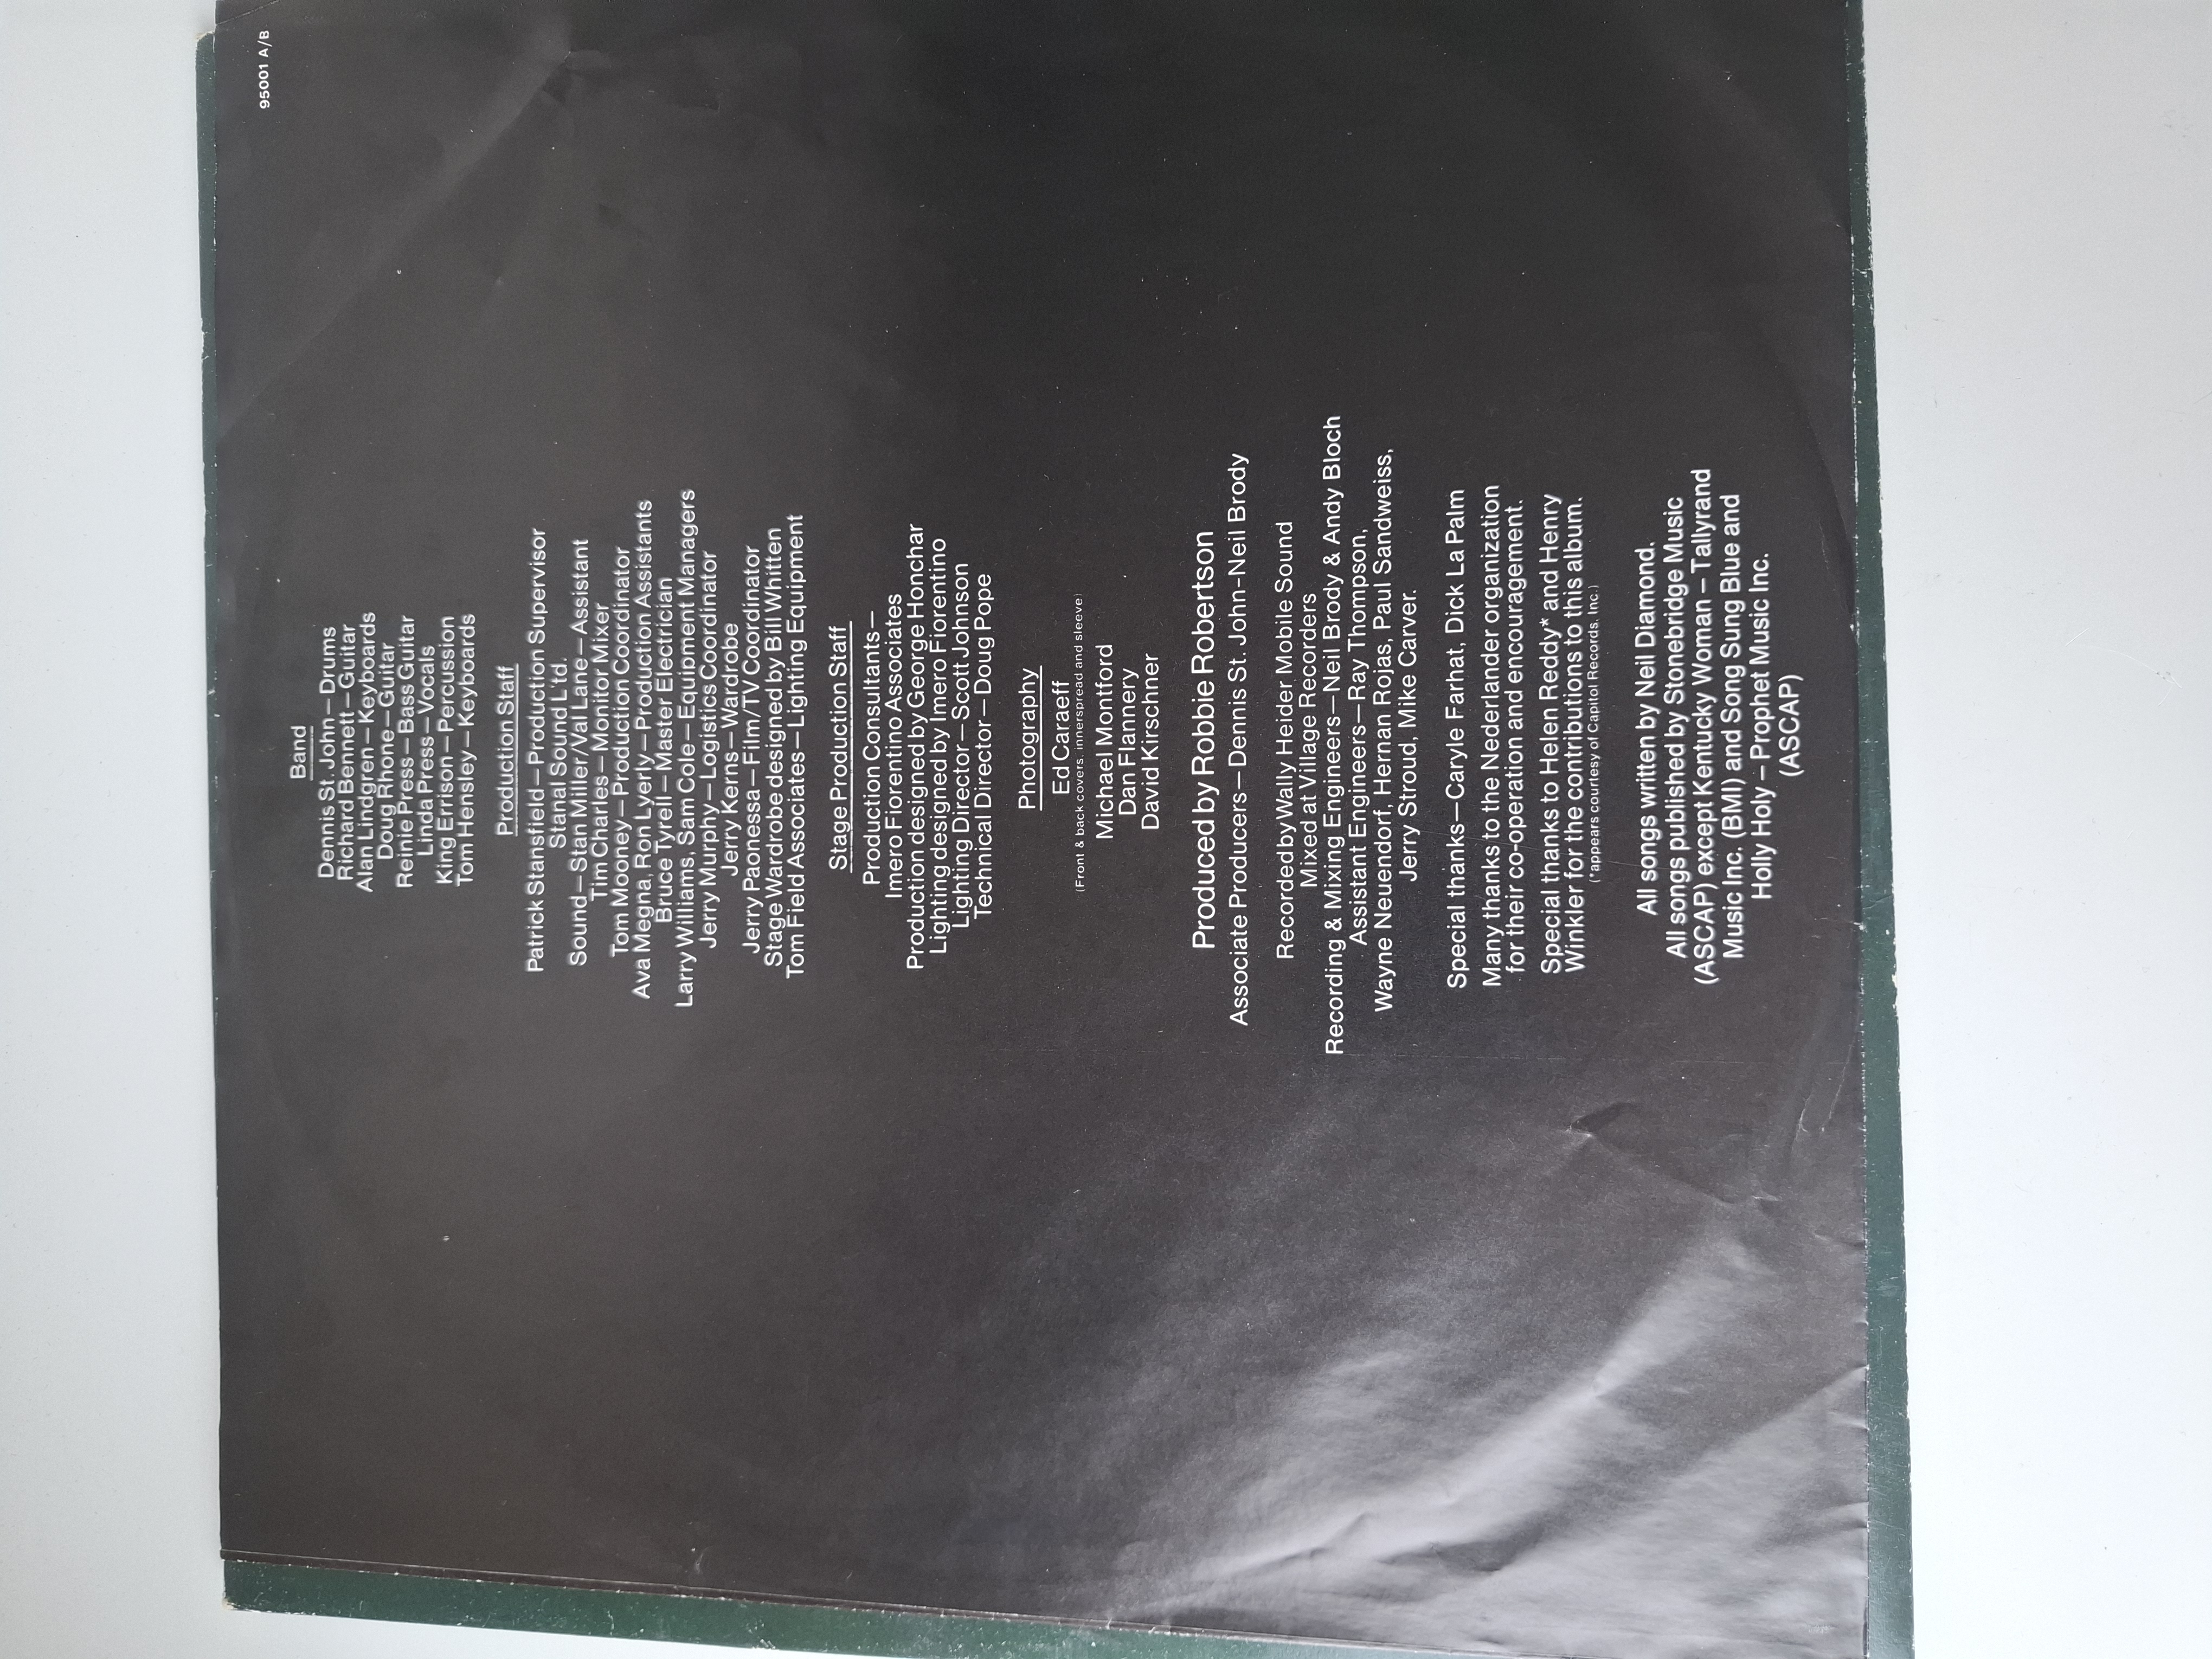 95001 A/B
Band
Dennis St. John–Drums
Richard Bennett–Guitar
Alan Lindgren–Keyboards
Doug Rhone–Guitar
Reinie Press–Bass Guitar
Linda Press–Vocals
King Errison–Percussion
Tom Hensley–Keyboards
Production Staff
Patrick Stansfield–Production Supervisor
Stanal Sound L'td.
Sound–Stan Miller/Val Lane–Assistant
Tim Charles–Monitor Mixer
Tom Mooney–Production Coordinator
Ava Megna, Ron Lyerly–Production Assistants
Bruce Tyrell–Master Electrician
Larry Williams, Sam Cole–Equipment Managers
Jerry Murphy–Logistics Coordinator
Jerry Kerns–Wardrobe
Jerry Paonessa–Film/TV Coordinator
Stage Wardrobe designed by Bill Whitten
Tom Field Associates–Lighting Equipment
Stage Production Staff
Production Consultants–
Imero Fiorentino Associates
Production designed by George Honchar
Lighting designed by Imero Fiorentino
Lighting Director–Scott Johnson
Technical Director–Doug Pope
Photography
Ed Caraeff
(Front & back covers, innerspread and sleeve)
Michael Montford
Dan Flannery
David Kirschner
Produced by Robbie Robertson
Associate Producers–Dennis St. John–Neil Brody
Recorded by Wally Heider Mobile Sound
Mixed at Village Recorders
Recording & Mixing Engineers–Neil Brody & Andy Bloch
Assistant Engineers–Ray Thompson,
Wayne Neuendorf, Hernan Rojas, Paul Sandweiss,
Jerry Stroud, Mike Carver.
Special thanks–Caryle Farhat, Dick La Palm
Many thanks to the Nederlander organization
for their co-operation and encouragement.
Special thanks to Helen Reddy* and Henry
Winkler for the contributions to this album.
(*appears courtesy of Capitol Records, Inc.)
All songs written by Neil Diamond.
All songs published by Stonebridge Music
(ASCAP) except Kentucky Woman – Tallyrand
Music Inc. (BMI) and Song Sung Blue and
Holly Holy – Prophet Music Inc.
(ASCAP)